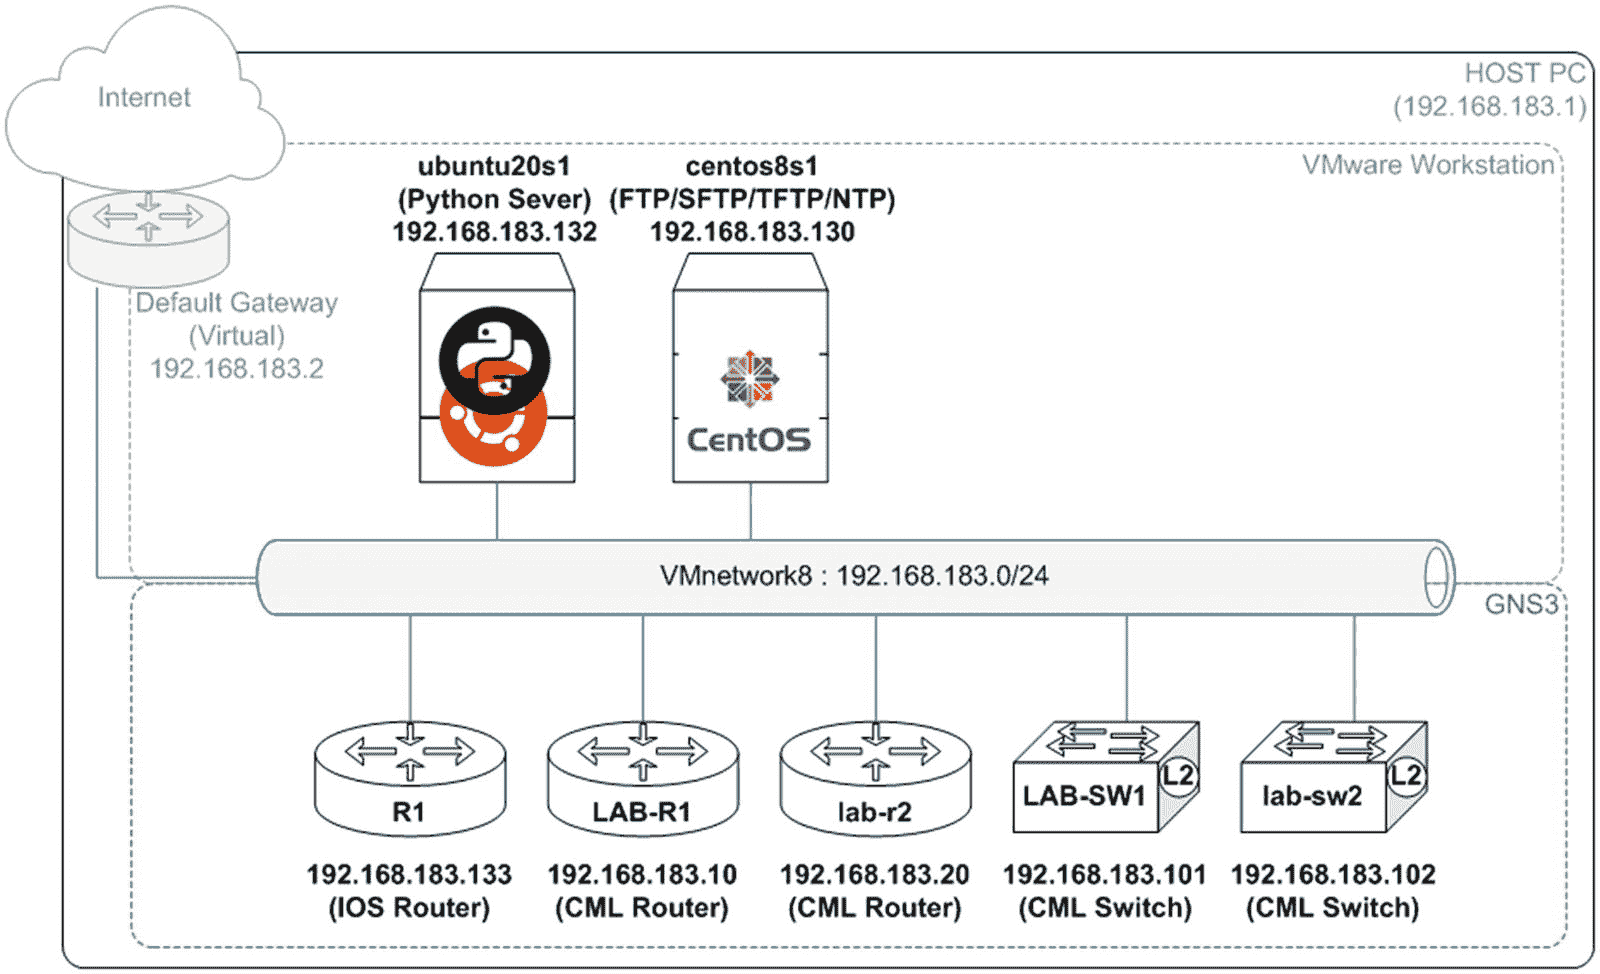 Internet
HOST PC
(192.168.183.1)
VMware Workstation
ubuntu20s1
(Python Sever)
192.168.183.132
centos8s1
(FTP/SFTP/TFTP/NTP)
192.168.183.130
Default Gateway
(Virtual)
192.168.183.2
CentOS
VMnetwork8 : 192.168.183.0/24
GNS3
R1
192.168.183.133
(IOS Router)
LAB-R1
192.168.183.10
(CML Router)
lab-r2
192.168.183.20
(CML Router)
LAB-SW1
L2
192.168.183.101
(CML Switch)
lab-sw2
L2
192.168.183.102
(CML Switch)